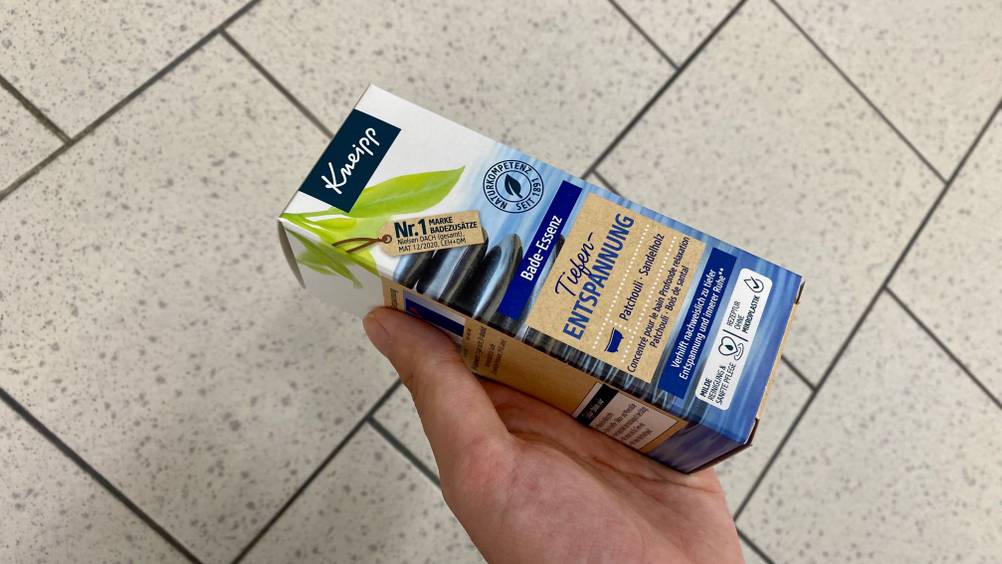 Kneipp
NATURKOMPETENZ
SEIT 1891
Nr.1 MARKE
BADEZUSÄTZE
Nielsen DACH (gesamt),
MAT 12/2020, LEH+DM
Bade-Essenz
Tiefen-
ENTSPANNUNG
Patchouli · Sandelholz
Concentré pour le bain Profonde relaxation
Patchouli · Bois de santal
Verhilft nachweislich zu tiefer
Entspannung und innerer Ruhe**
MILDE
REINIGUNG &
SANFTE PFLEGE
REZEPTUR
OHNE
MIKROPLASTIK